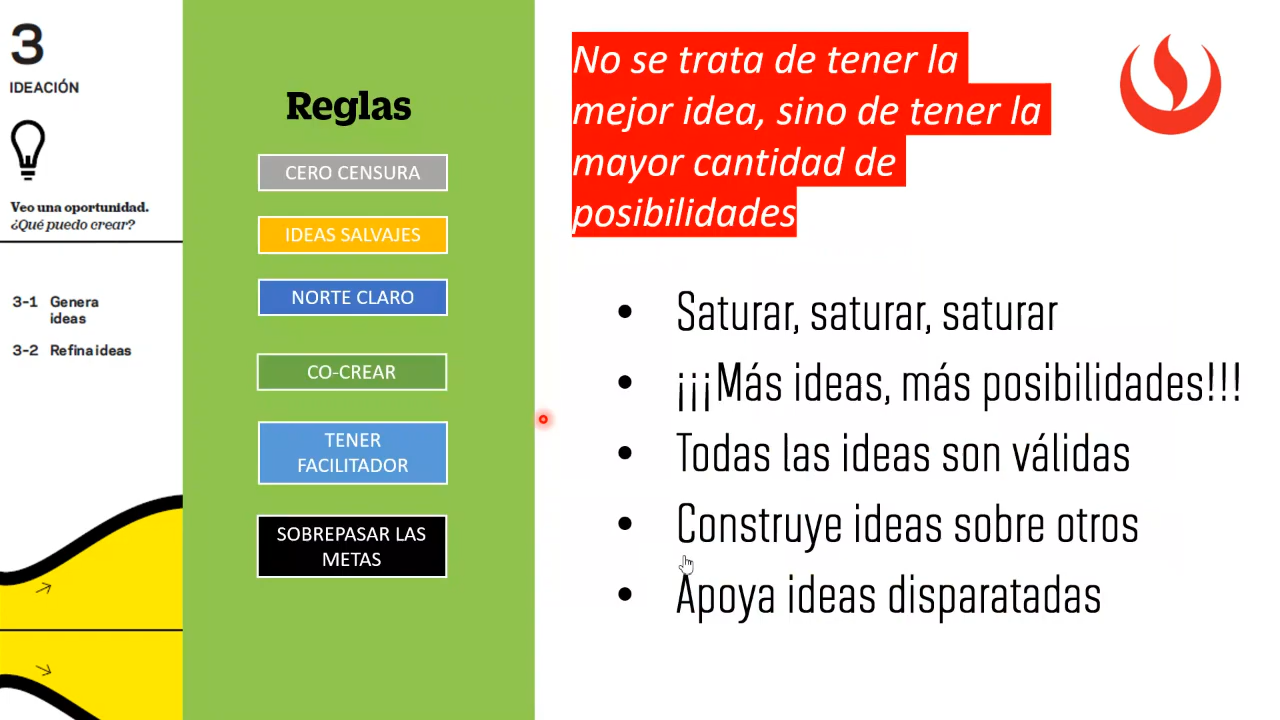 3
IDEACIÓN
Veo una oportunidad.
¿Qué puedo crear?
3-1 Genera
ideas
3-2 Refina ideas
Reglas
CERO CENSURA
IDEAS SALVAJES
NORTE CLARO
CO-CREAR
TENER
FACILITADOR
SOBREPASAR LAS
METAS
No se trata de tener la
mejor idea, sino de tener la
mayor cantidad de
posibilidades
• Saturar, saturar, saturar
• ¡¡¡Más ideas, más posibilidades!!!
• Todas las ideas son válidas
• Construye ideas sobre otros
• Apoya ideas disparatadas